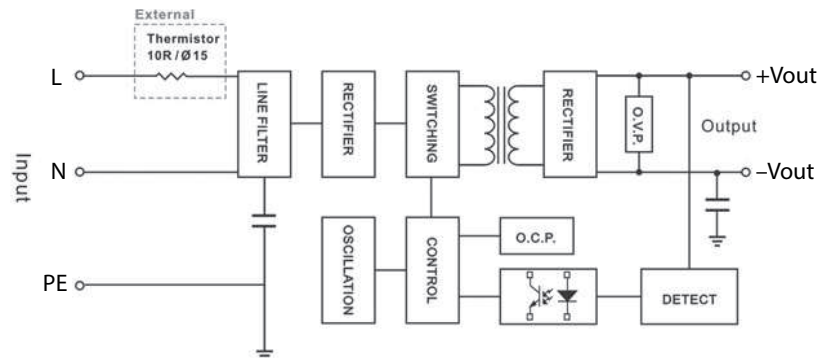 External
Thermistor
10R/Ø15
L
LINE FILTER
RECTIFIER
SWITCHING
RECTIFIER
O.V.P.
+Vout
Output
Input
N
–Vout
OSCILLATION
CONTROL
O.C.P.
PE
DETECT